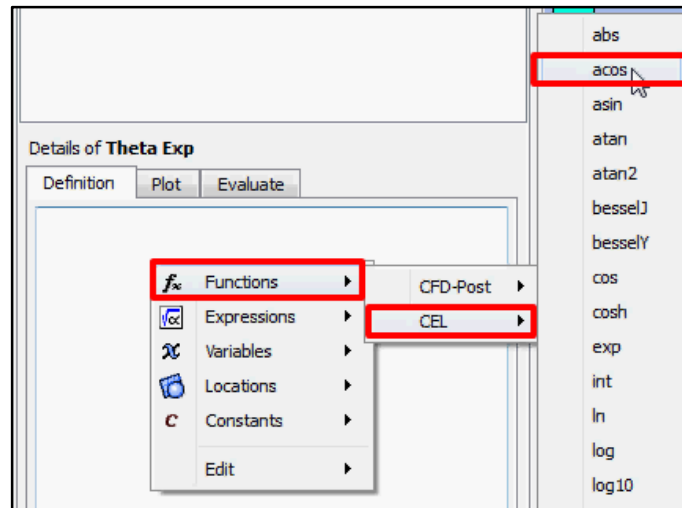 Details of Theta Exp
Definition Plot Evaluate
fx Functions
CFD-Post
CEL
√α Expressions
x Variables
Locations
c Constants
Edit
abs
acos
asin
atan
atan2
besselJ
besselY
cos
cosh
exp
int
ln
log
log10